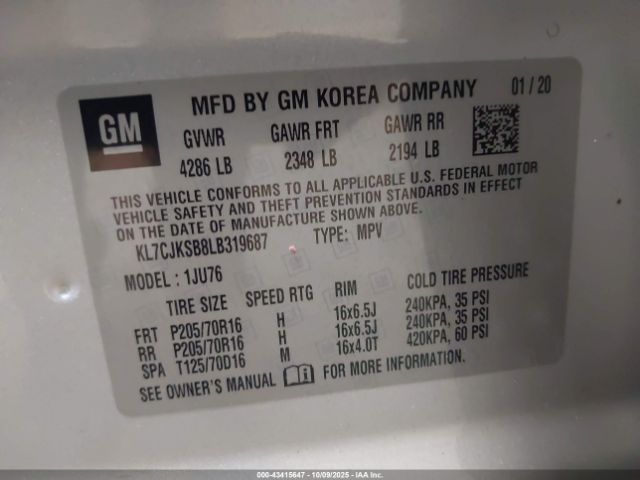 GM
MFD BY GM KOREA COMPANY 01 / 20
GVWR GAWR FRT GAWR RR
4286 LB 2348 LB 2194 LB
THIS VEHICLE CONFORMS TO ALL APPLICABLE U.S. FEDERAL MOTOR
VEHICLE SAFETY AND THEFT PREVENTION STANDARDS IN EFFECT
ON THE DATE OF MANUFACTURE SHOWN ABOVE.
KL7CJKSB8LB319687 TYPE: MPV
MODEL : 1JU76
TIRE SIZE SPEED RTG RIM COLD TIRE PRESSURE
FRT P205/70R16 H 16x6.5J 240KPA, 35 PSI
RR P205/70R16 H 16x6.5J 240KPA, 35 PSI
SPA T125/70D16 M 16x4.0T 420KPA, 60 PSI
SEE OWNER'S MANUAL FOR MORE INFORMATION.
000-43415647 - 10/09/2025 - IAA Inc.